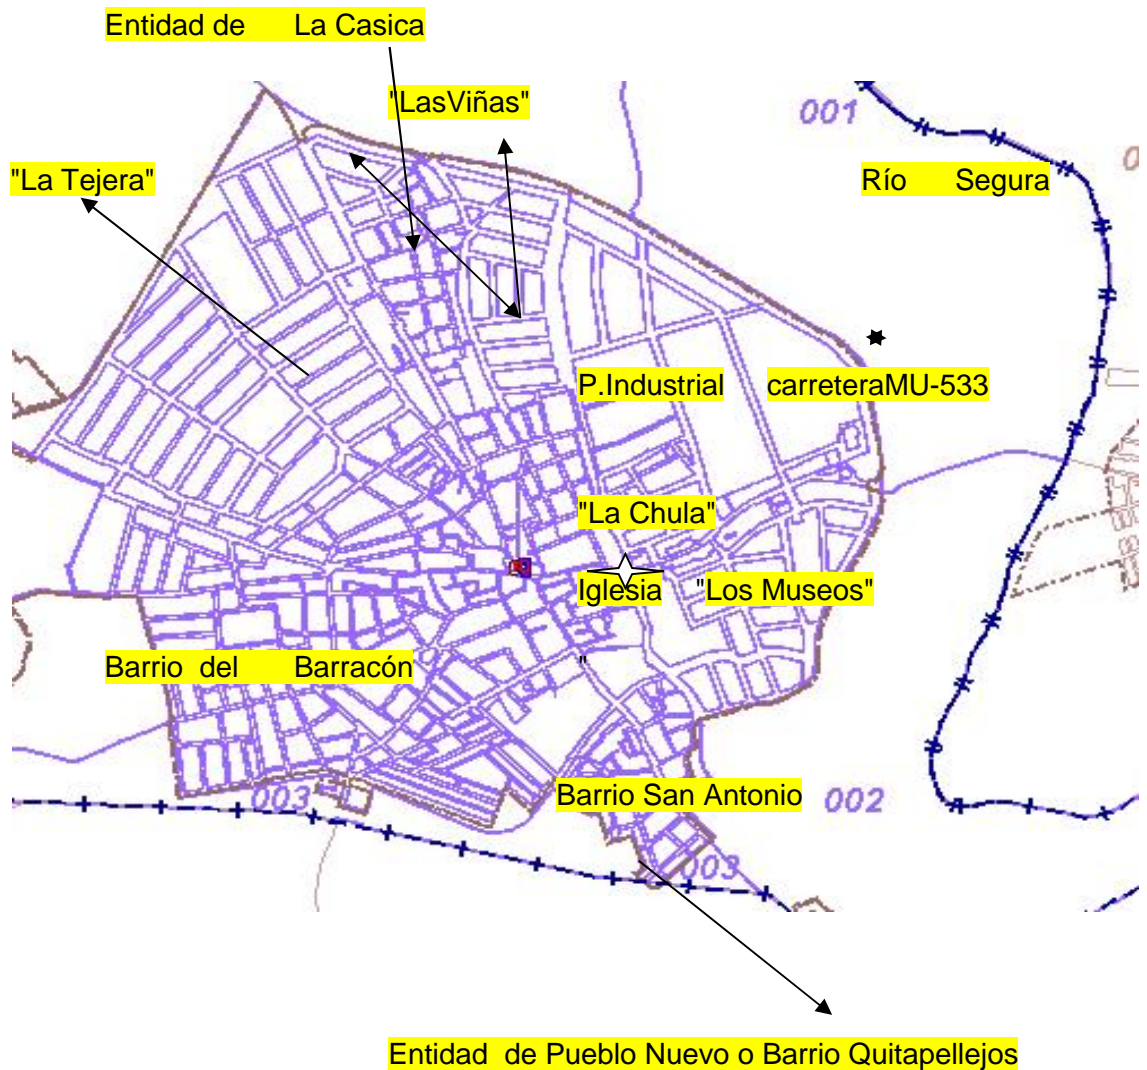 Entidad de La Casica
"LasViñas"
001
"La Tejera"
Río Segura
0
P.Industrial carreteraMU-533
"La Chula"
Iglesia "Los Museos"
Barrio del Barracón "
003
Barrio San Antonio
002
003
Entidad de Pueblo Nuevo o Barrio Quitapellejos